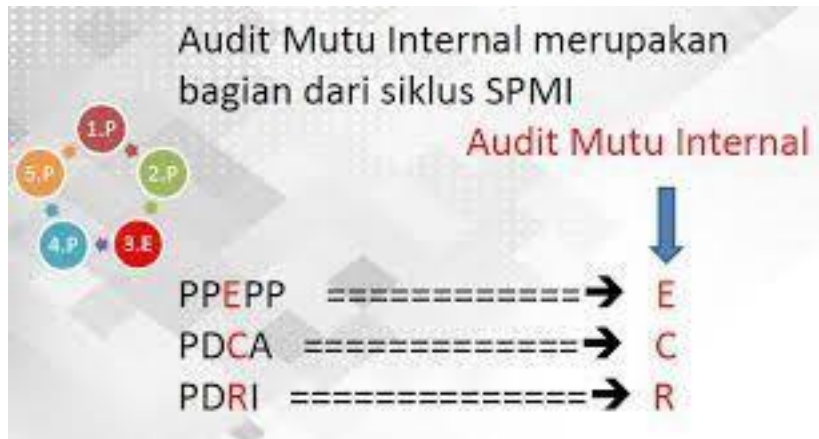 Audit Mutu Internal merupakan
bagian dari siklus SPMI
Audit Mutu Internal
1.P
5.P
2.P
4.P
3.E
PPEPP ============➔ E
PDCA =============➔ C
PDRI ==============➔ R